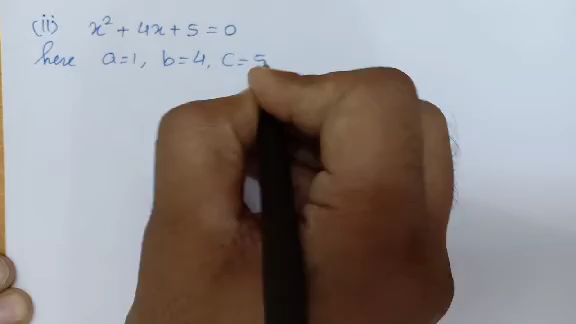 (ii) x² + 4x + 5 = 0
here a=1, b=4, c=5